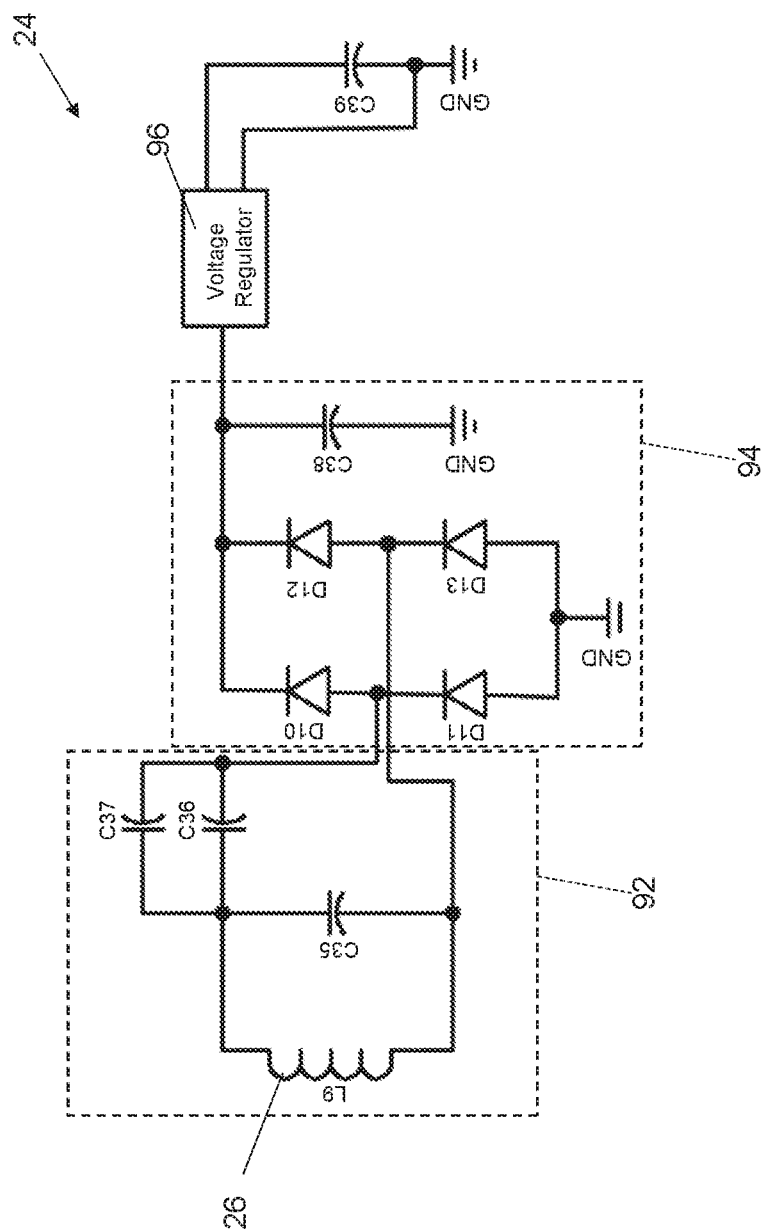 24
96
Voltage
Regulator
C39
GND
C38
GND
94
D12
D13
D10
D11
GND
C37
C36
C35
92
L9
26